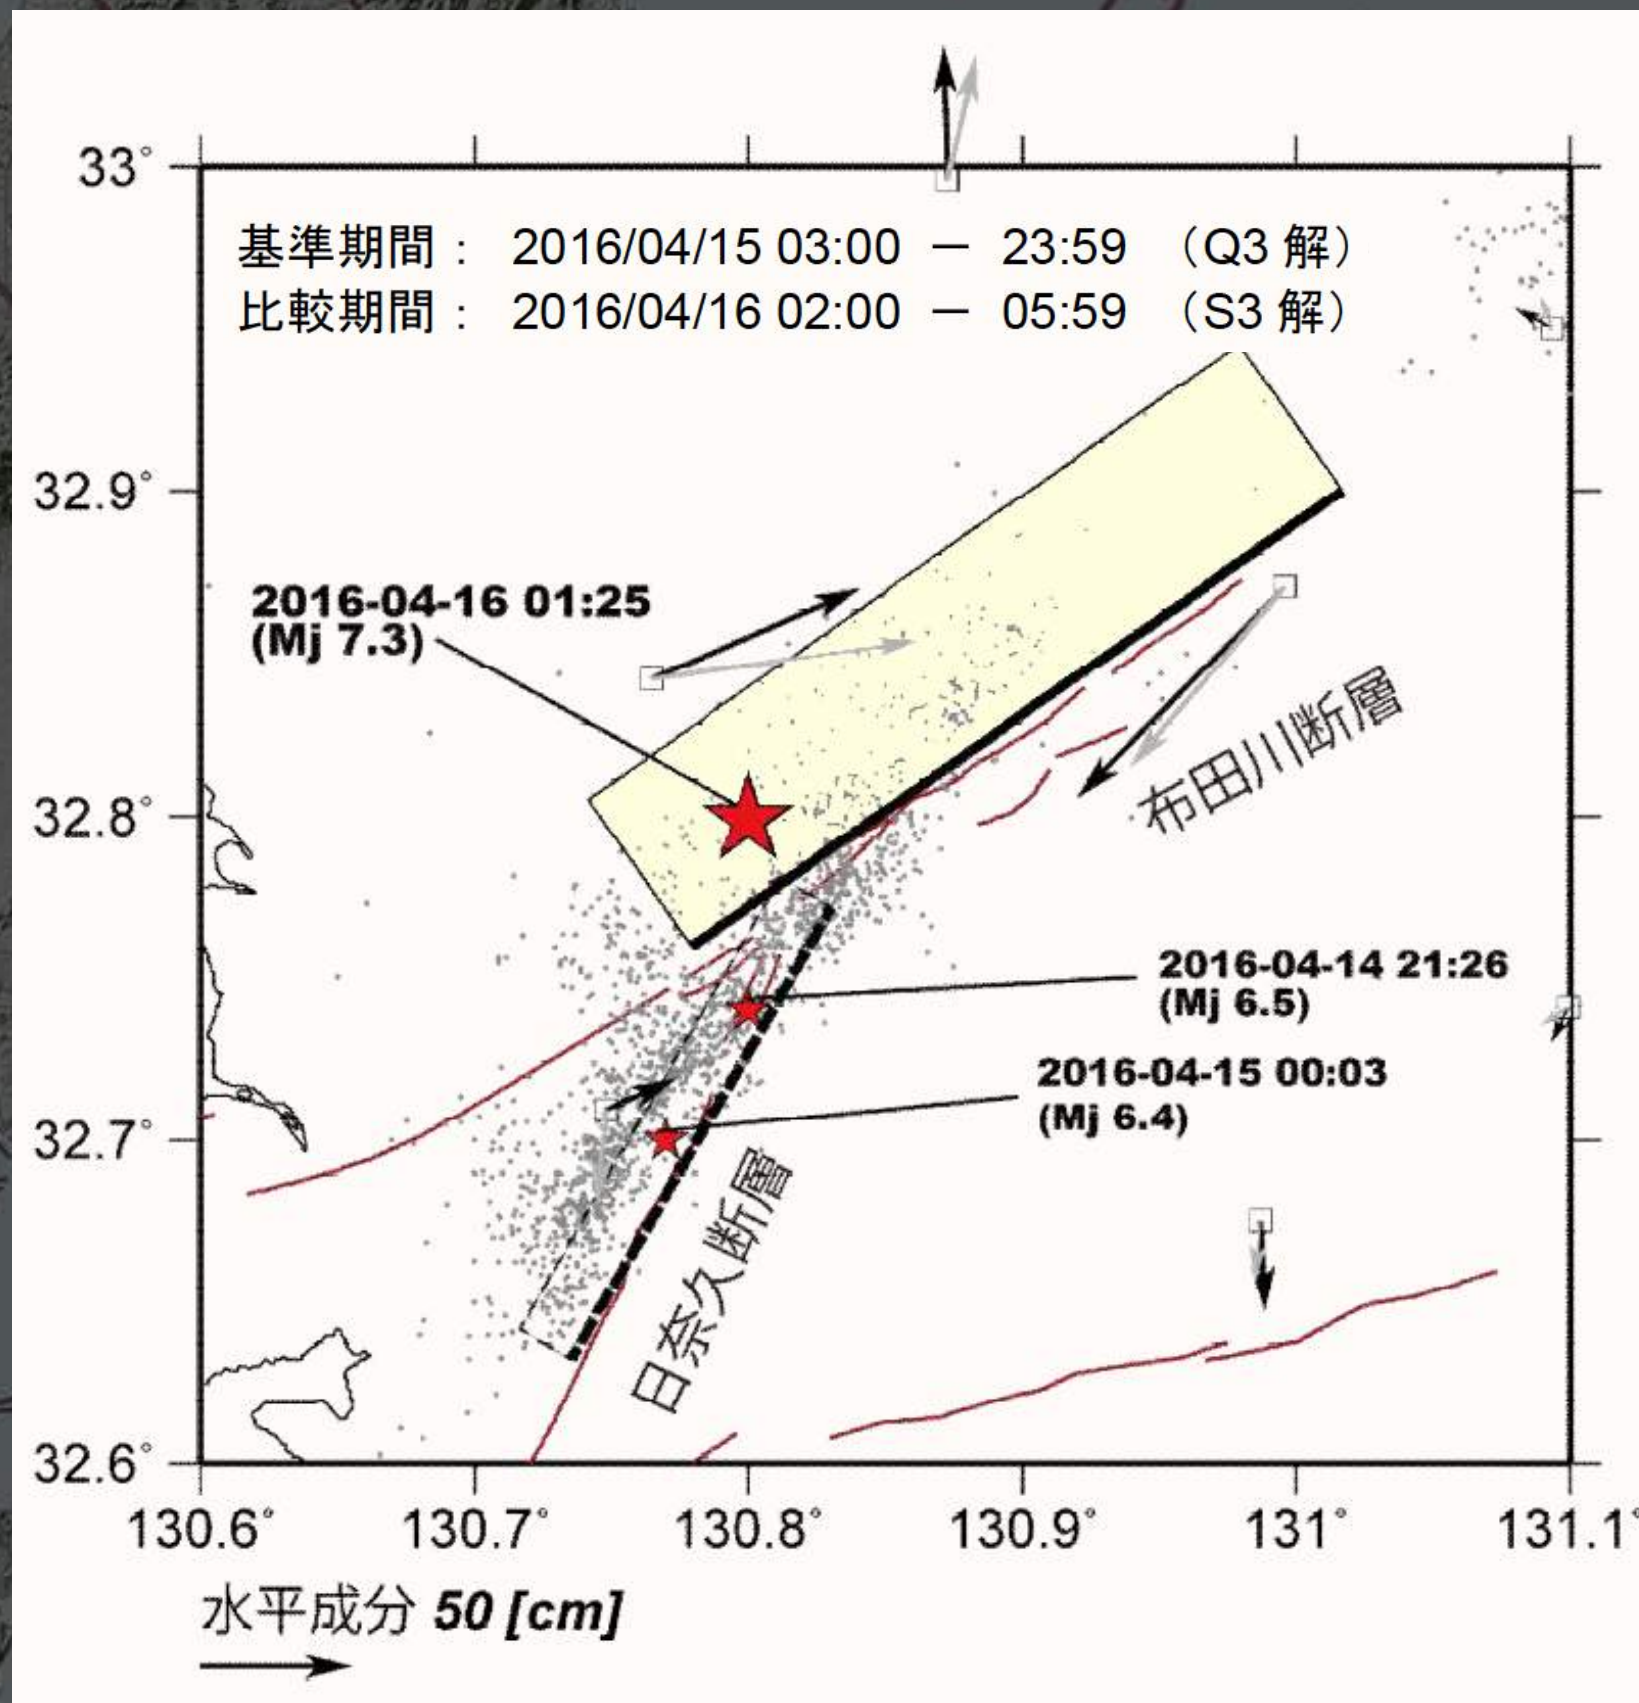 33°
基準期間： 2016/04/15 03:00 － 23:59 （Q3 解）
比較期間： 2016/04/16 02:00 － 05:59 （S3 解）
32.9°
2016-04-16 01:25
(Mj 7.3)
布田川断層
32.8°
2016-04-14 21:26
(Mj 6.5)
2016-04-15 00:03
(Mj 6.4)
32.7°
日奈久断層
32.6°
130.6° 130.7° 130.8° 130.9° 131° 131.1°
水平成分 50 [cm]